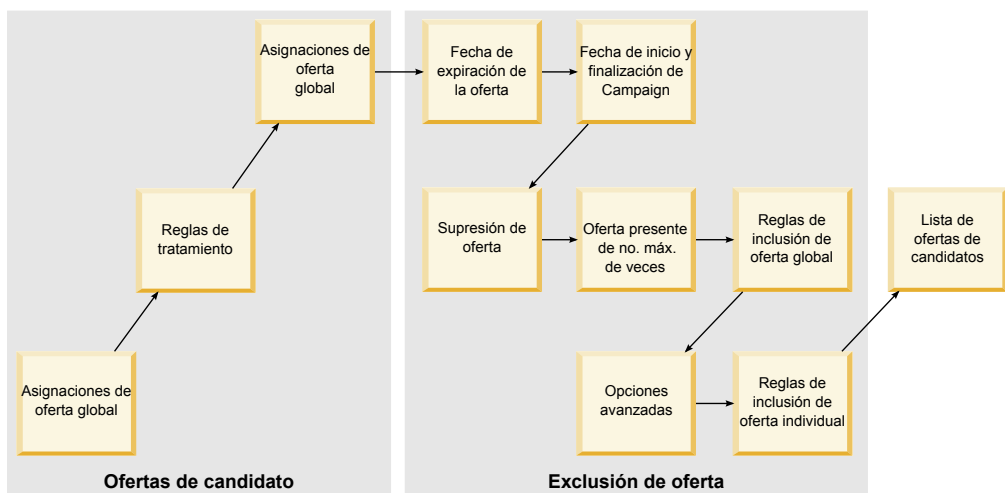 Asignaciones de
oferta
global
Fecha de
expiración de
la oferta
Fecha de inicio y
finalización de
Campaign
Reglas de
tratamiento
Supresión de
oferta
Oferta presente
de no. máx.
de veces
Reglas de
inclusión de
oferta global
Lista de
ofertas de
candidatos
Asignaciones de
oferta global
Opciones
avanzadas
Reglas de
inclusión de
oferta individual
Ofertas de candidato
Exclusión de oferta